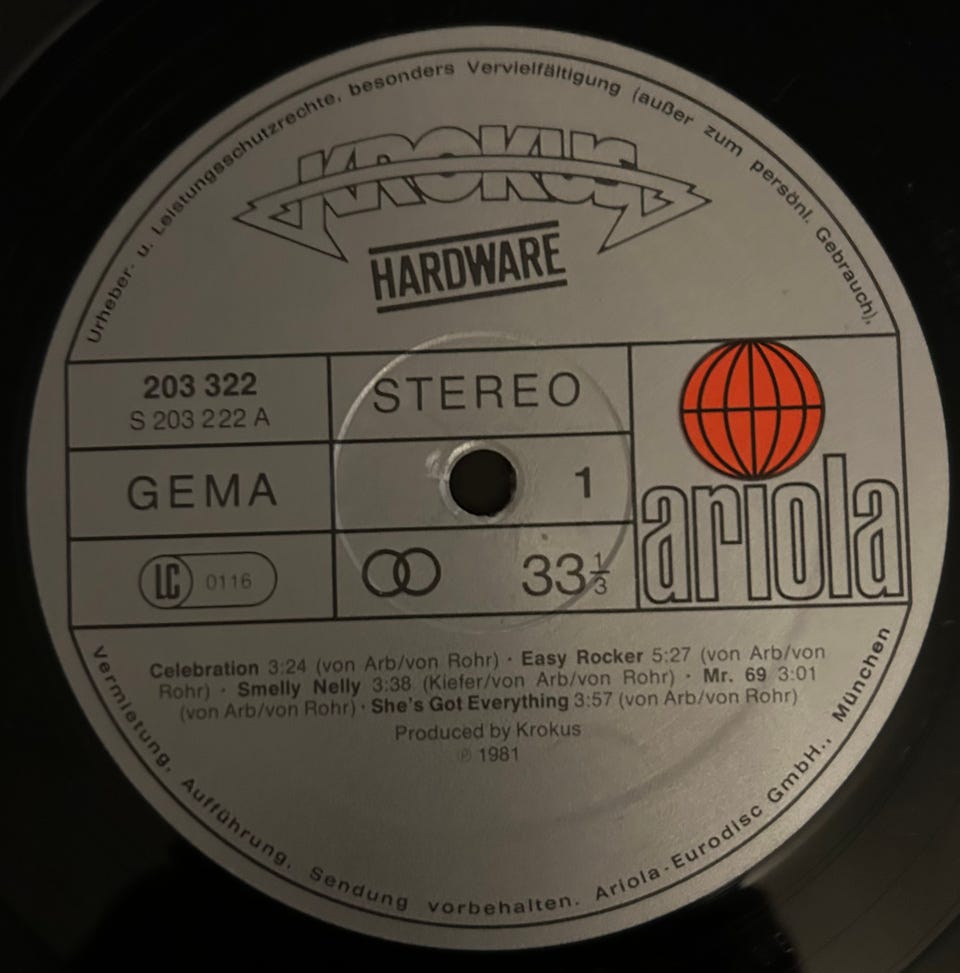 Urheber- u. Leistungsschutzrechte, besonders Vervielfältigung (außer zum persönl. Gebrauch),
KROKUS
HARDWARE
203 322
S 203 222 A
STEREO
GEMA
1
LC 0116
33 1/3
ariola
Celebration 3:24 (von Arb/von Rohr) · Easy Rocker 5:27 (von Arb/von
Rohr) · Smelly Nelly 3:38 (Kiefer/von Arb/von Rohr) · Mr. 69 3:01
(von Arb/von Rohr) · She's Got Everything 3:57 (von Arb/von Rohr)
Produced by Krokus
℗ 1981
Vermietung, Aufführung, Sendung vorbehalten. Ariola-Eurodisc GmbH., München